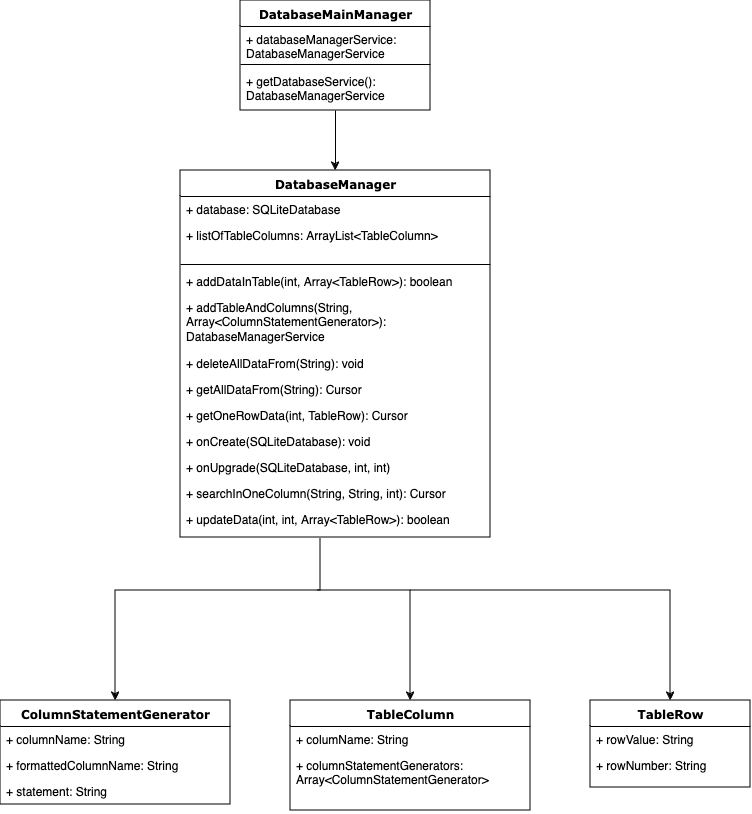 DatabaseMainManager
+ databaseManagerService:
DatabaseManagerService
+ getDatabaseService():
DatabaseManagerService
DatabaseManager
+ database: SQLiteDatabase
+ listOfTableColumns: ArrayList<TableColumn>
+ addDataInTable(int, Array<TableRow>): boolean
+ addTableAndColumns(String,
Array<ColumnStatementGenerator>):
DatabaseManagerService
+ deleteAllDataFrom(String): void
+ getAllDataFrom(String): Cursor
+ getOneRowData(int, TableRow): Cursor
+ onCreate(SQLiteDatabase): void
+ onUpgrade(SQLiteDatabase, int, int)
+ searchInOneColumn(String, String, int): Cursor
+ updateData(int, int, Array<TableRow>): boolean
ColumnStatementGenerator
+ columnName: String
+ formattedColumnName: String
+ statement: String
TableColumn
+ columName: String
+ columnStatementGenerators:
Array<ColumnStatementGenerator>
TableRow
+ rowValue: String
+ rowNumber: String